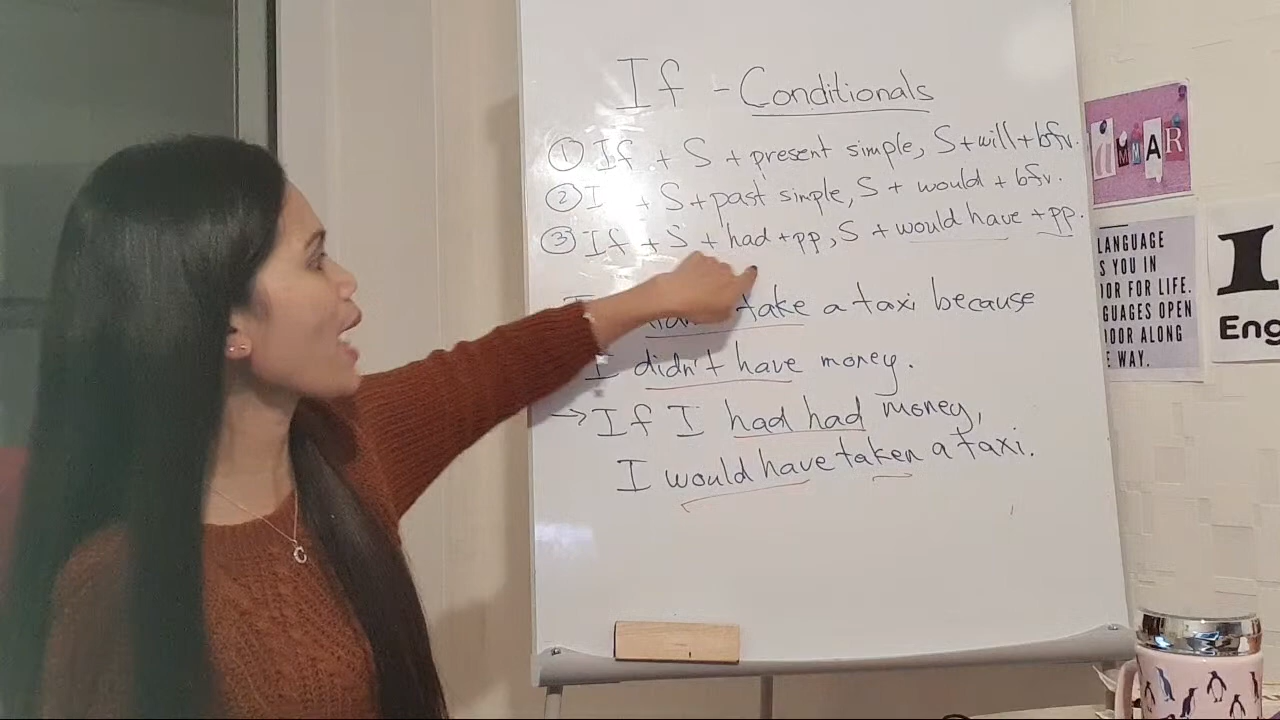 If - Conditionals
① If + S + present simple, S + will + bfv.
② I + S + past simple, S + would + bfv.
③ If + S + had + pp, S + would have + pp.
take a taxi because
I didn't have money.
→ If I had had money,
I would have taken a taxi.
MMAR
LANGUAGE
S YOU IN
OR FOR LIFE.
GUAGES OPEN
OOR ALONG
E WAY.
I
Eng